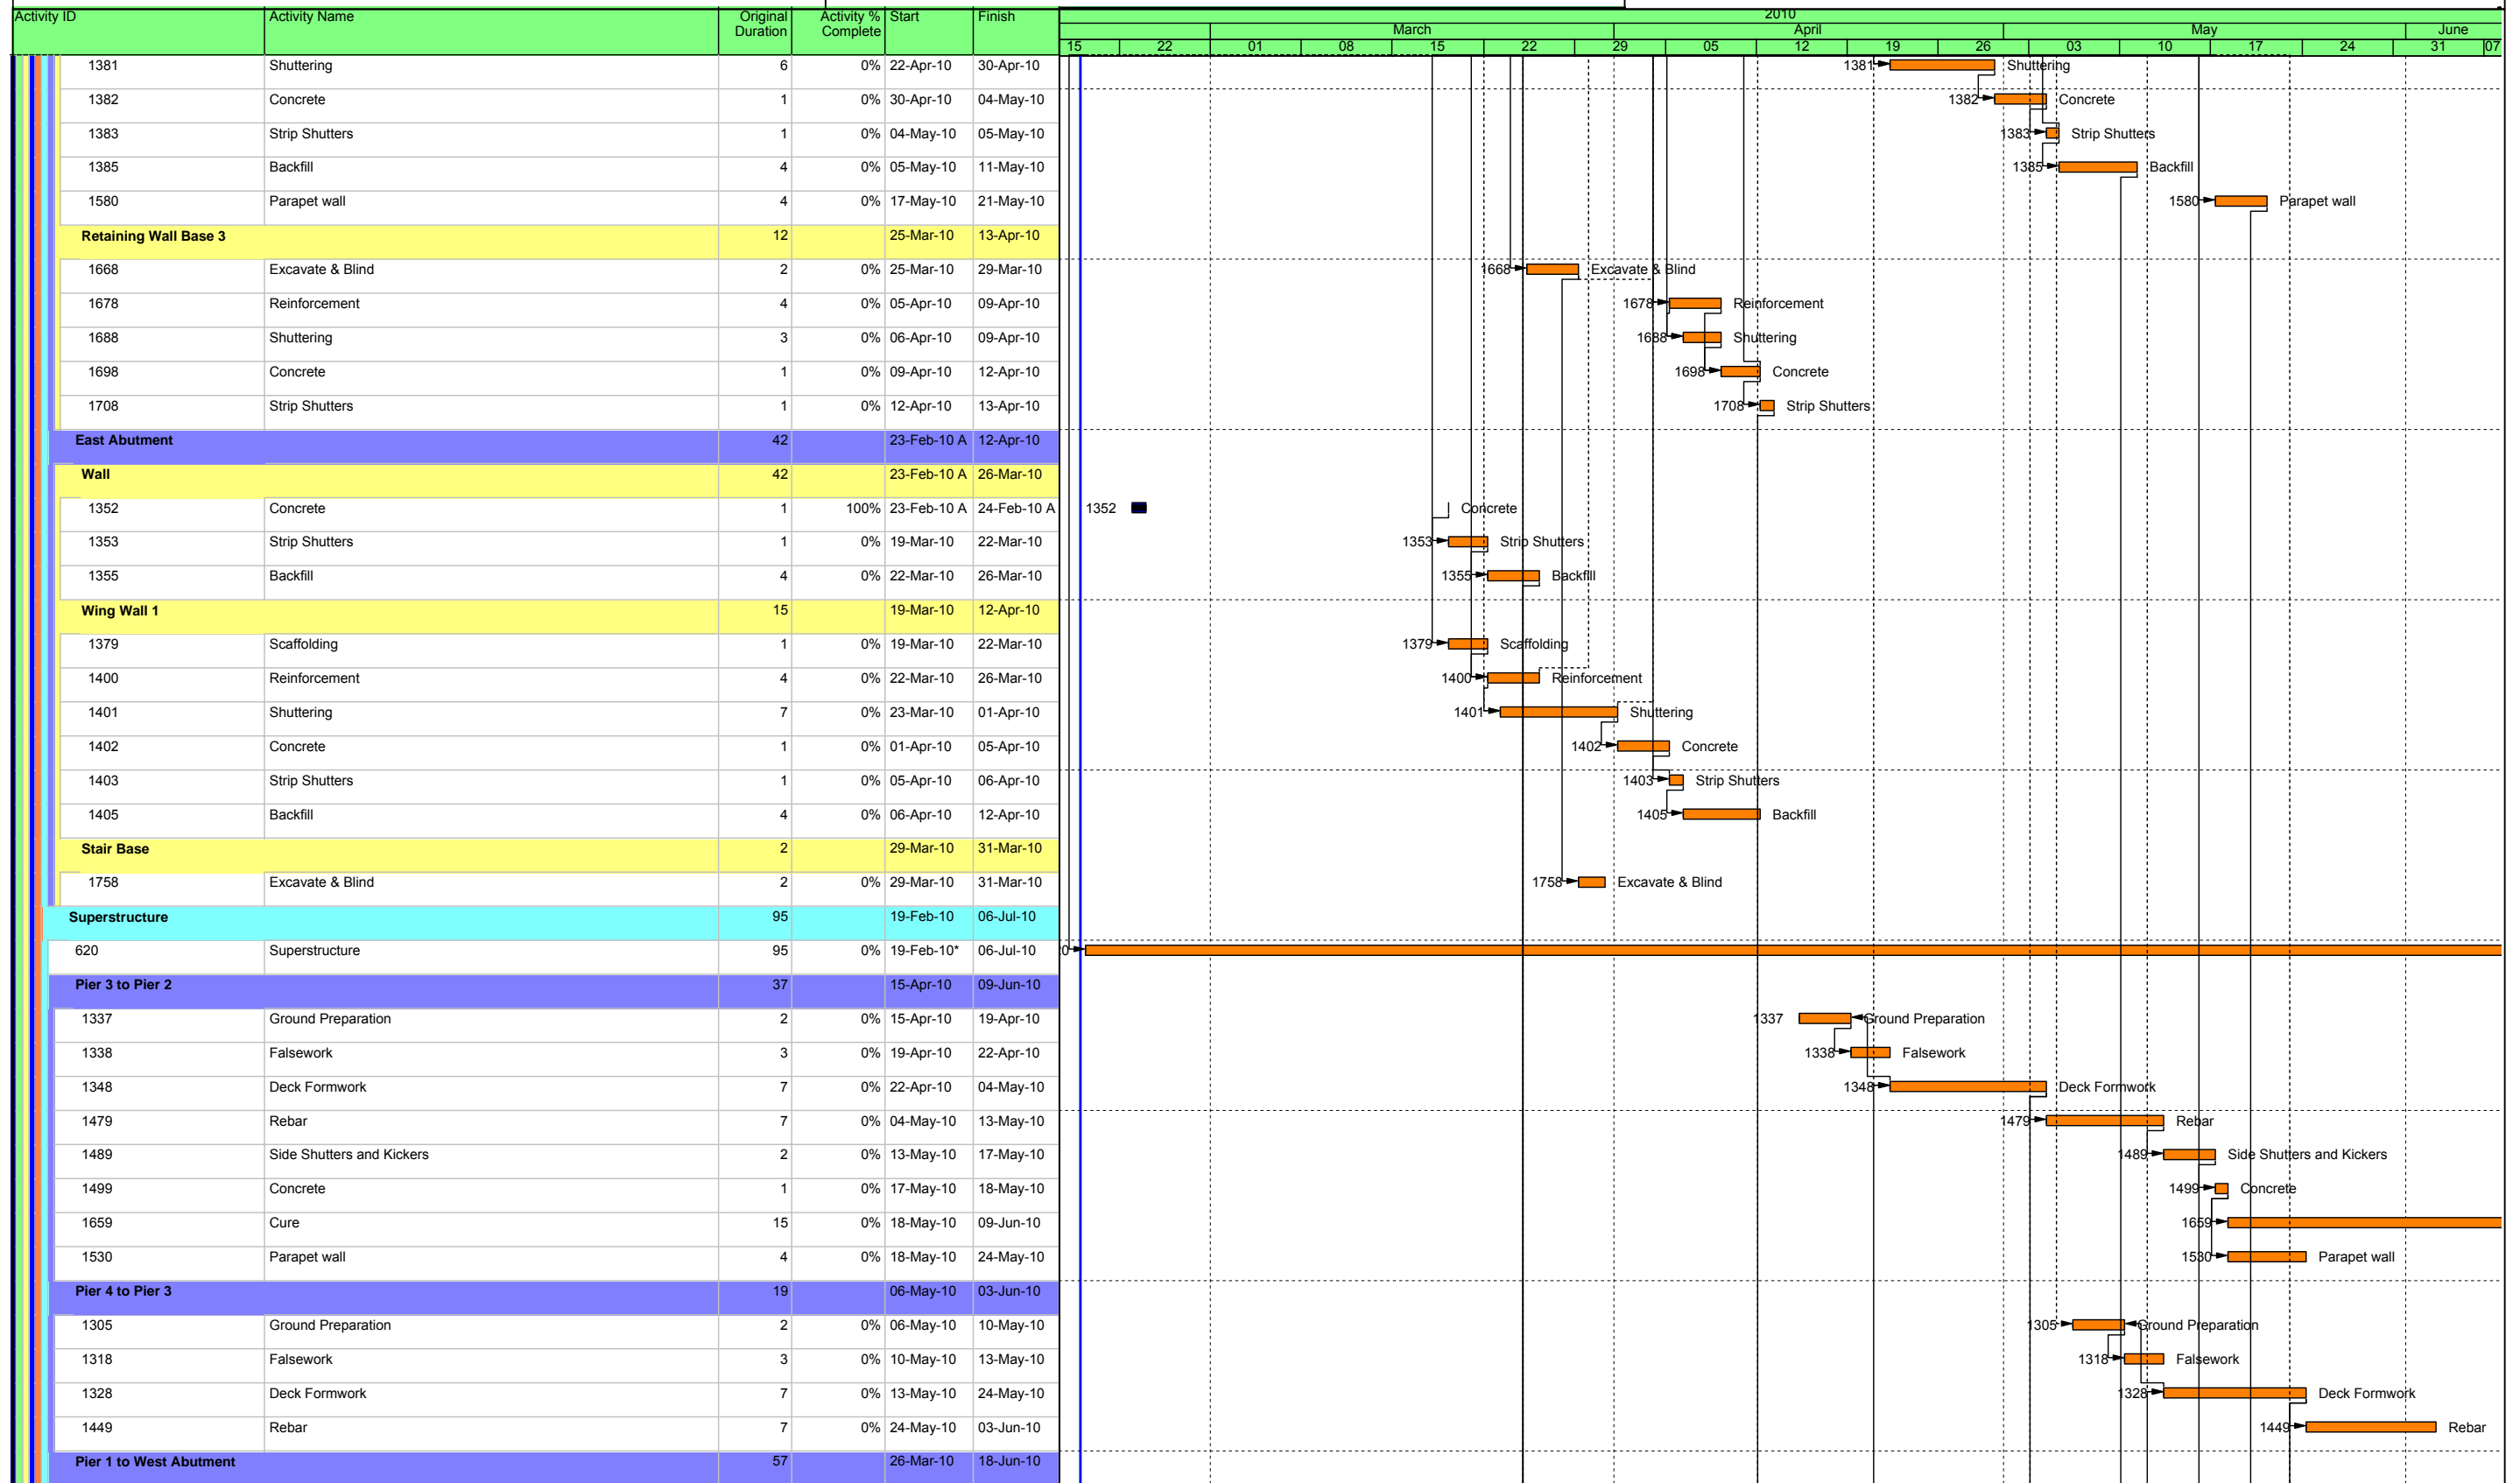 Activity ID Activity Name Original Duration Activity % Complete Start Finish 2010
March April May June
15 22 01 08 15 22 29 05 12 19 26 03 10 17 24 31 07
1381 Shuttering 6 0% 22-Apr-10 30-Apr-10 1381 Shuttering
1382 Concrete 1 0% 30-Apr-10 04-May-10 1382 Concrete
1383 Strip Shutters 1 0% 04-May-10 05-May-10 1383 Strip Shutters
1385 Backfill 4 0% 05-May-10 11-May-10 1385 Backfill
1580 Parapet wall 4 0% 17-May-10 21-May-10 1580 Parapet wall
Retaining Wall Base 3 12 25-Mar-10 13-Apr-10
1668 Excavate & Blind 2 0% 25-Mar-10 29-Mar-10 1668 Excavate & Blind
1678 Reinforcement 4 0% 05-Apr-10 09-Apr-10 1678 Reinforcement
1688 Shuttering 3 0% 06-Apr-10 09-Apr-10 1688 Shuttering
1698 Concrete 1 0% 09-Apr-10 12-Apr-10 1698 Concrete
1708 Strip Shutters 1 0% 12-Apr-10 13-Apr-10 1708 Strip Shutters
East Abutment 42 23-Feb-10 A 12-Apr-10
Wall 42 23-Feb-10 A 26-Mar-10
1352 Concrete 1 100% 23-Feb-10 A 24-Feb-10 A 1352 Concrete
1353 Strip Shutters 1 0% 19-Mar-10 22-Mar-10 1353 Strip Shutters
1355 Backfill 4 0% 22-Mar-10 26-Mar-10 1355 Backfill
Wing Wall 1 15 19-Mar-10 12-Apr-10
1379 Scaffolding 1 0% 19-Mar-10 22-Mar-10 1379 Scaffolding
1400 Reinforcement 4 0% 22-Mar-10 26-Mar-10 1400 Reinforcement
1401 Shuttering 7 0% 23-Mar-10 01-Apr-10 1401 Shuttering
1402 Concrete 1 0% 01-Apr-10 05-Apr-10 1402 Concrete
1403 Strip Shutters 1 0% 05-Apr-10 06-Apr-10 1403 Strip Shutters
1405 Backfill 4 0% 06-Apr-10 12-Apr-10 1405 Backfill
Stair Base 2 29-Mar-10 31-Mar-10
1758 Excavate & Blind 2 0% 29-Mar-10 31-Mar-10 1758 Excavate & Blind
Superstructure 95 19-Feb-10 06-Jul-10
620 Superstructure 95 0% 19-Feb-10* 06-Jul-10 0
Pier 3 to Pier 2 37 15-Apr-10 09-Jun-10
1337 Ground Preparation 2 0% 15-Apr-10 19-Apr-10 1337 Ground Preparation
1338 Falsework 3 0% 19-Apr-10 22-Apr-10 1338 Falsework
1348 Deck Formwork 7 0% 22-Apr-10 04-May-10 1348 Deck Formwork
1479 Rebar 7 0% 04-May-10 13-May-10 1479 Rebar
1489 Side Shutters and Kickers 2 0% 13-May-10 17-May-10 1489 Side Shutters and Kickers
1499 Concrete 1 0% 17-May-10 18-May-10 1499 Concrete
1659 Cure 15 0% 18-May-10 09-Jun-10 1659
1530 Parapet wall 4 0% 18-May-10 24-May-10 1530 Parapet wall
Pier 4 to Pier 3 19 06-May-10 03-Jun-10
1305 Ground Preparation 2 0% 06-May-10 10-May-10 1305 Ground Preparation
1318 Falsework 3 0% 10-May-10 13-May-10 1318 Falsework
1328 Deck Formwork 7 0% 13-May-10 24-May-10 1328 Deck Formwork
1449 Rebar 7 0% 24-May-10 03-Jun-10 1449 Rebar
Pier 1 to West Abutment 57 26-Mar-10 18-Jun-10